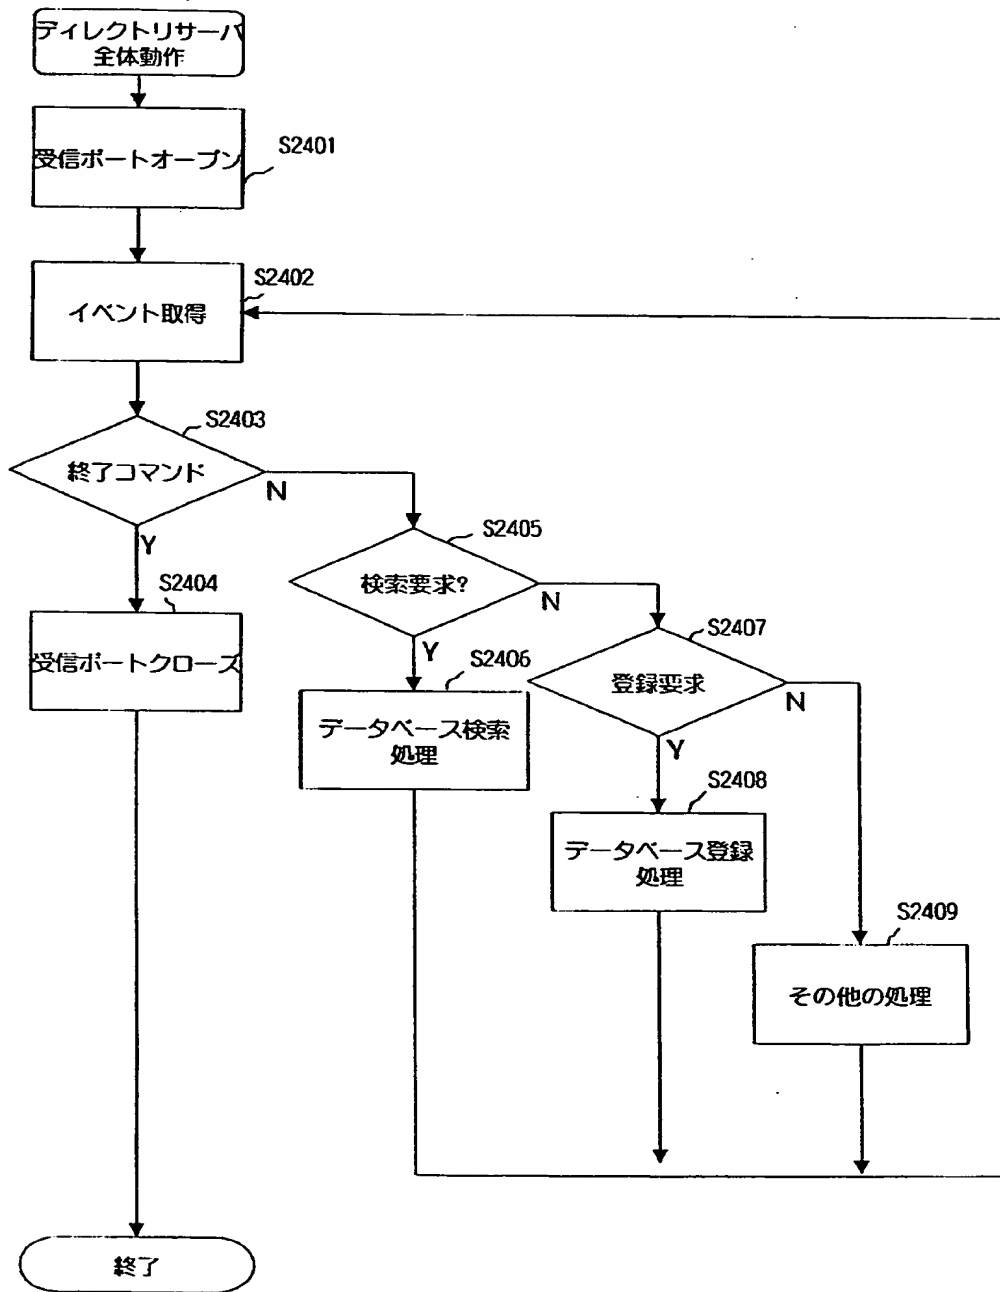 ディレクトリサーバ
全体動作
受信ポートオープン
S2401
イベント取得
S2402
終了コマンド
S2403
N
Y
受信ポートクローズ
S2404
検索要求?
S2405
N
Y
データベース検索
処理
S2406
登録要求
S2407
N
Y
データベース登録
処理
S2408
その他の処理
S2409
終了